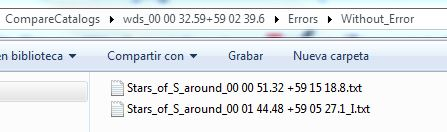 CompareCatalogs ▸ wds_00 00 32.59+59 02 39.6 ▸ Errors ▸ Without_Error
en biblioteca Compartir con Grabar Nueva carpeta
Stars_of_S_around_00 00 51.32 +59 15 18.8.txt
Stars_of_S_around_00 01 44.48 +59 05 27.1_I.txt